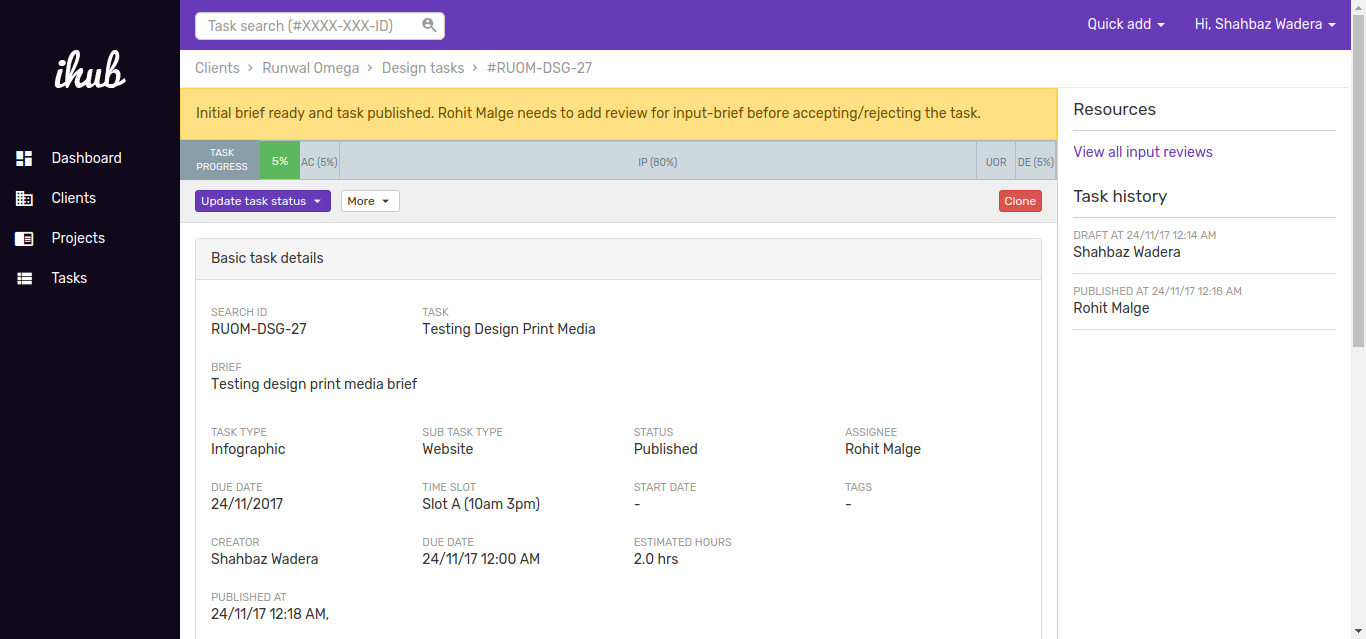 Task search (#XXXX-XXX-ID)
Quick add
Hi, Shahbaz Wadera
ihub
Dashboard
Clients
Projects
Tasks
Clients > Runwal Omega > Design tasks > #RUOM-DSG-27
Initial brief ready and task published. Rohit Malge needs to add review for input-brief before accepting/rejecting the task.
TASK
PROGRESS
5%
AC (5%)
IP (80%)
UOR
DE (5%)
Update task status
More
Clone
Basic task details
SEARCH ID
RUOM-DSG-27
TASK
Testing Design Print Media
BRIEF
Testing design print media brief
TASK TYPE
Infographic
SUB TASK TYPE
Website
STATUS
Published
ASSIGNEE
Rohit Malge
DUE DATE
24/11/2017
TIME SLOT
Slot A (10am 3pm)
START DATE
-
TAGS
-
CREATOR
Shahbaz Wadera
DUE DATE
24/11/17 12:00 AM
ESTIMATED HOURS
2.0 hrs
PUBLISHED AT
24/11/17 12:18 AM,
Resources
View all input reviews
Task history
DRAFT AT 24/11/17 12:14 AM
Shahbaz Wadera
PUBLISHED AT 24/11/17 12:18 AM
Rohit Malge